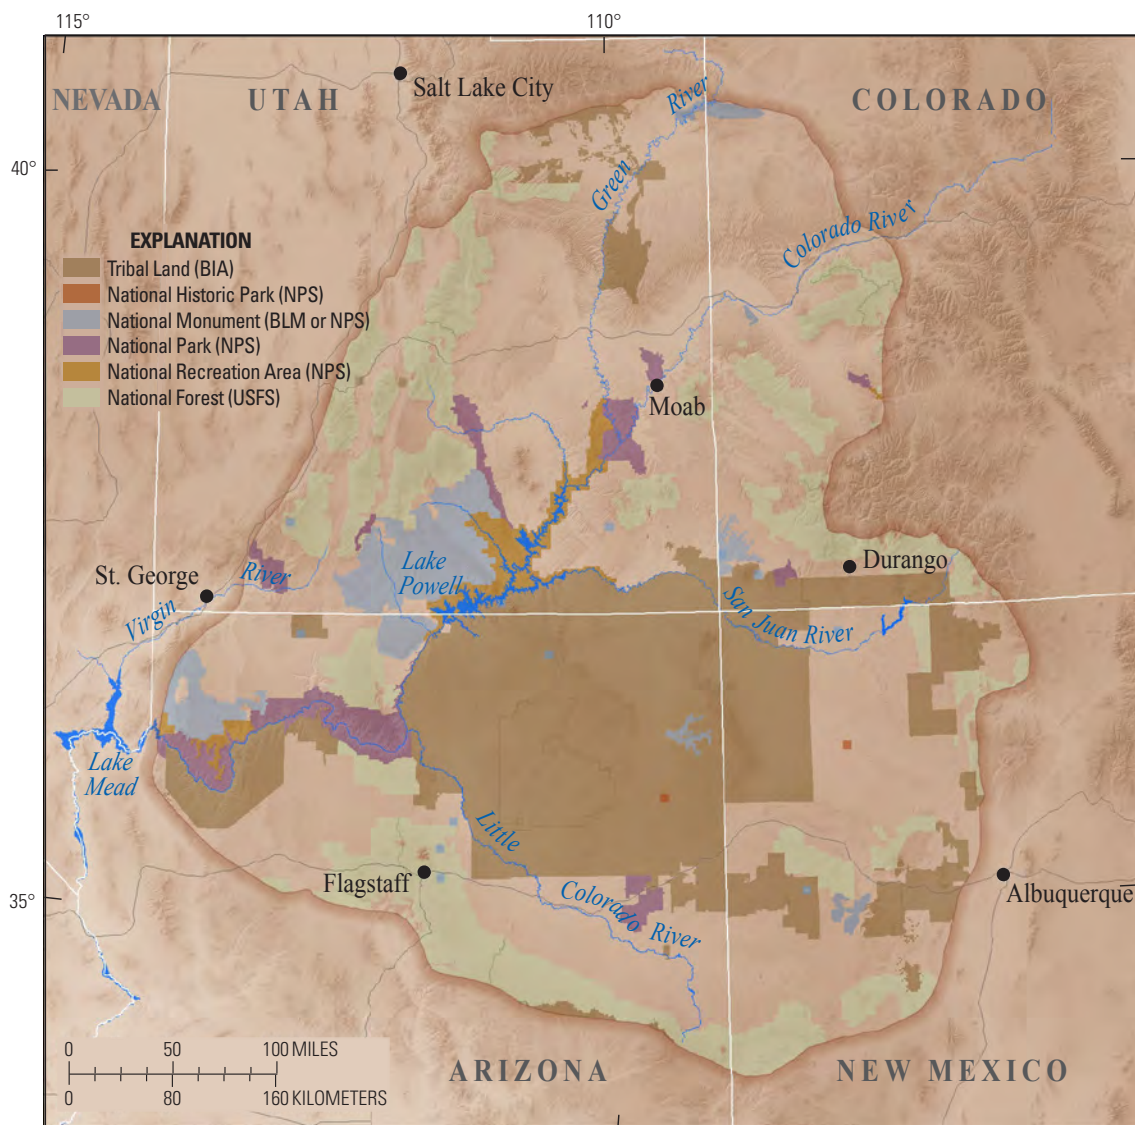 115°
110°
NEVADA
UTAH
Salt Lake City
River
COLORADO
40°
Green
Colorado River
EXPLANATION
Tribal Land (BIA)
National Historic Park (NPS)
National Monument (BLM or NPS)
National Park (NPS)
National Recreation Area (NPS)
National Forest (USFS)
Moab
Lake
Powell
Durango
St. George
River
Virgin
San Juan River
Lake
Mead
Little
Flagstaff
Colorado River
Albuquerque
35°
0 50 100 MILES
0 80 160 KILOMETERS
ARIZONA
NEW MEXICO